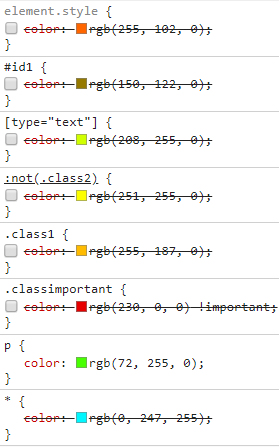 element.style {
color: rgb(255, 102, 0);
}
#id1 {
color: rgb(150, 122, 0);
}
[type="text"] {
color: rgb(208, 255, 0);
}
:not(.class2) {
color: rgb(251, 255, 0);
}
.class1 {
color: rgb(255, 187, 0);
}
.classimportant {
color: rgb(230, 0, 0) !important;
}
p {
color: rgb(72, 255, 0);
}
* {
color: rgb(0, 247, 255);
}